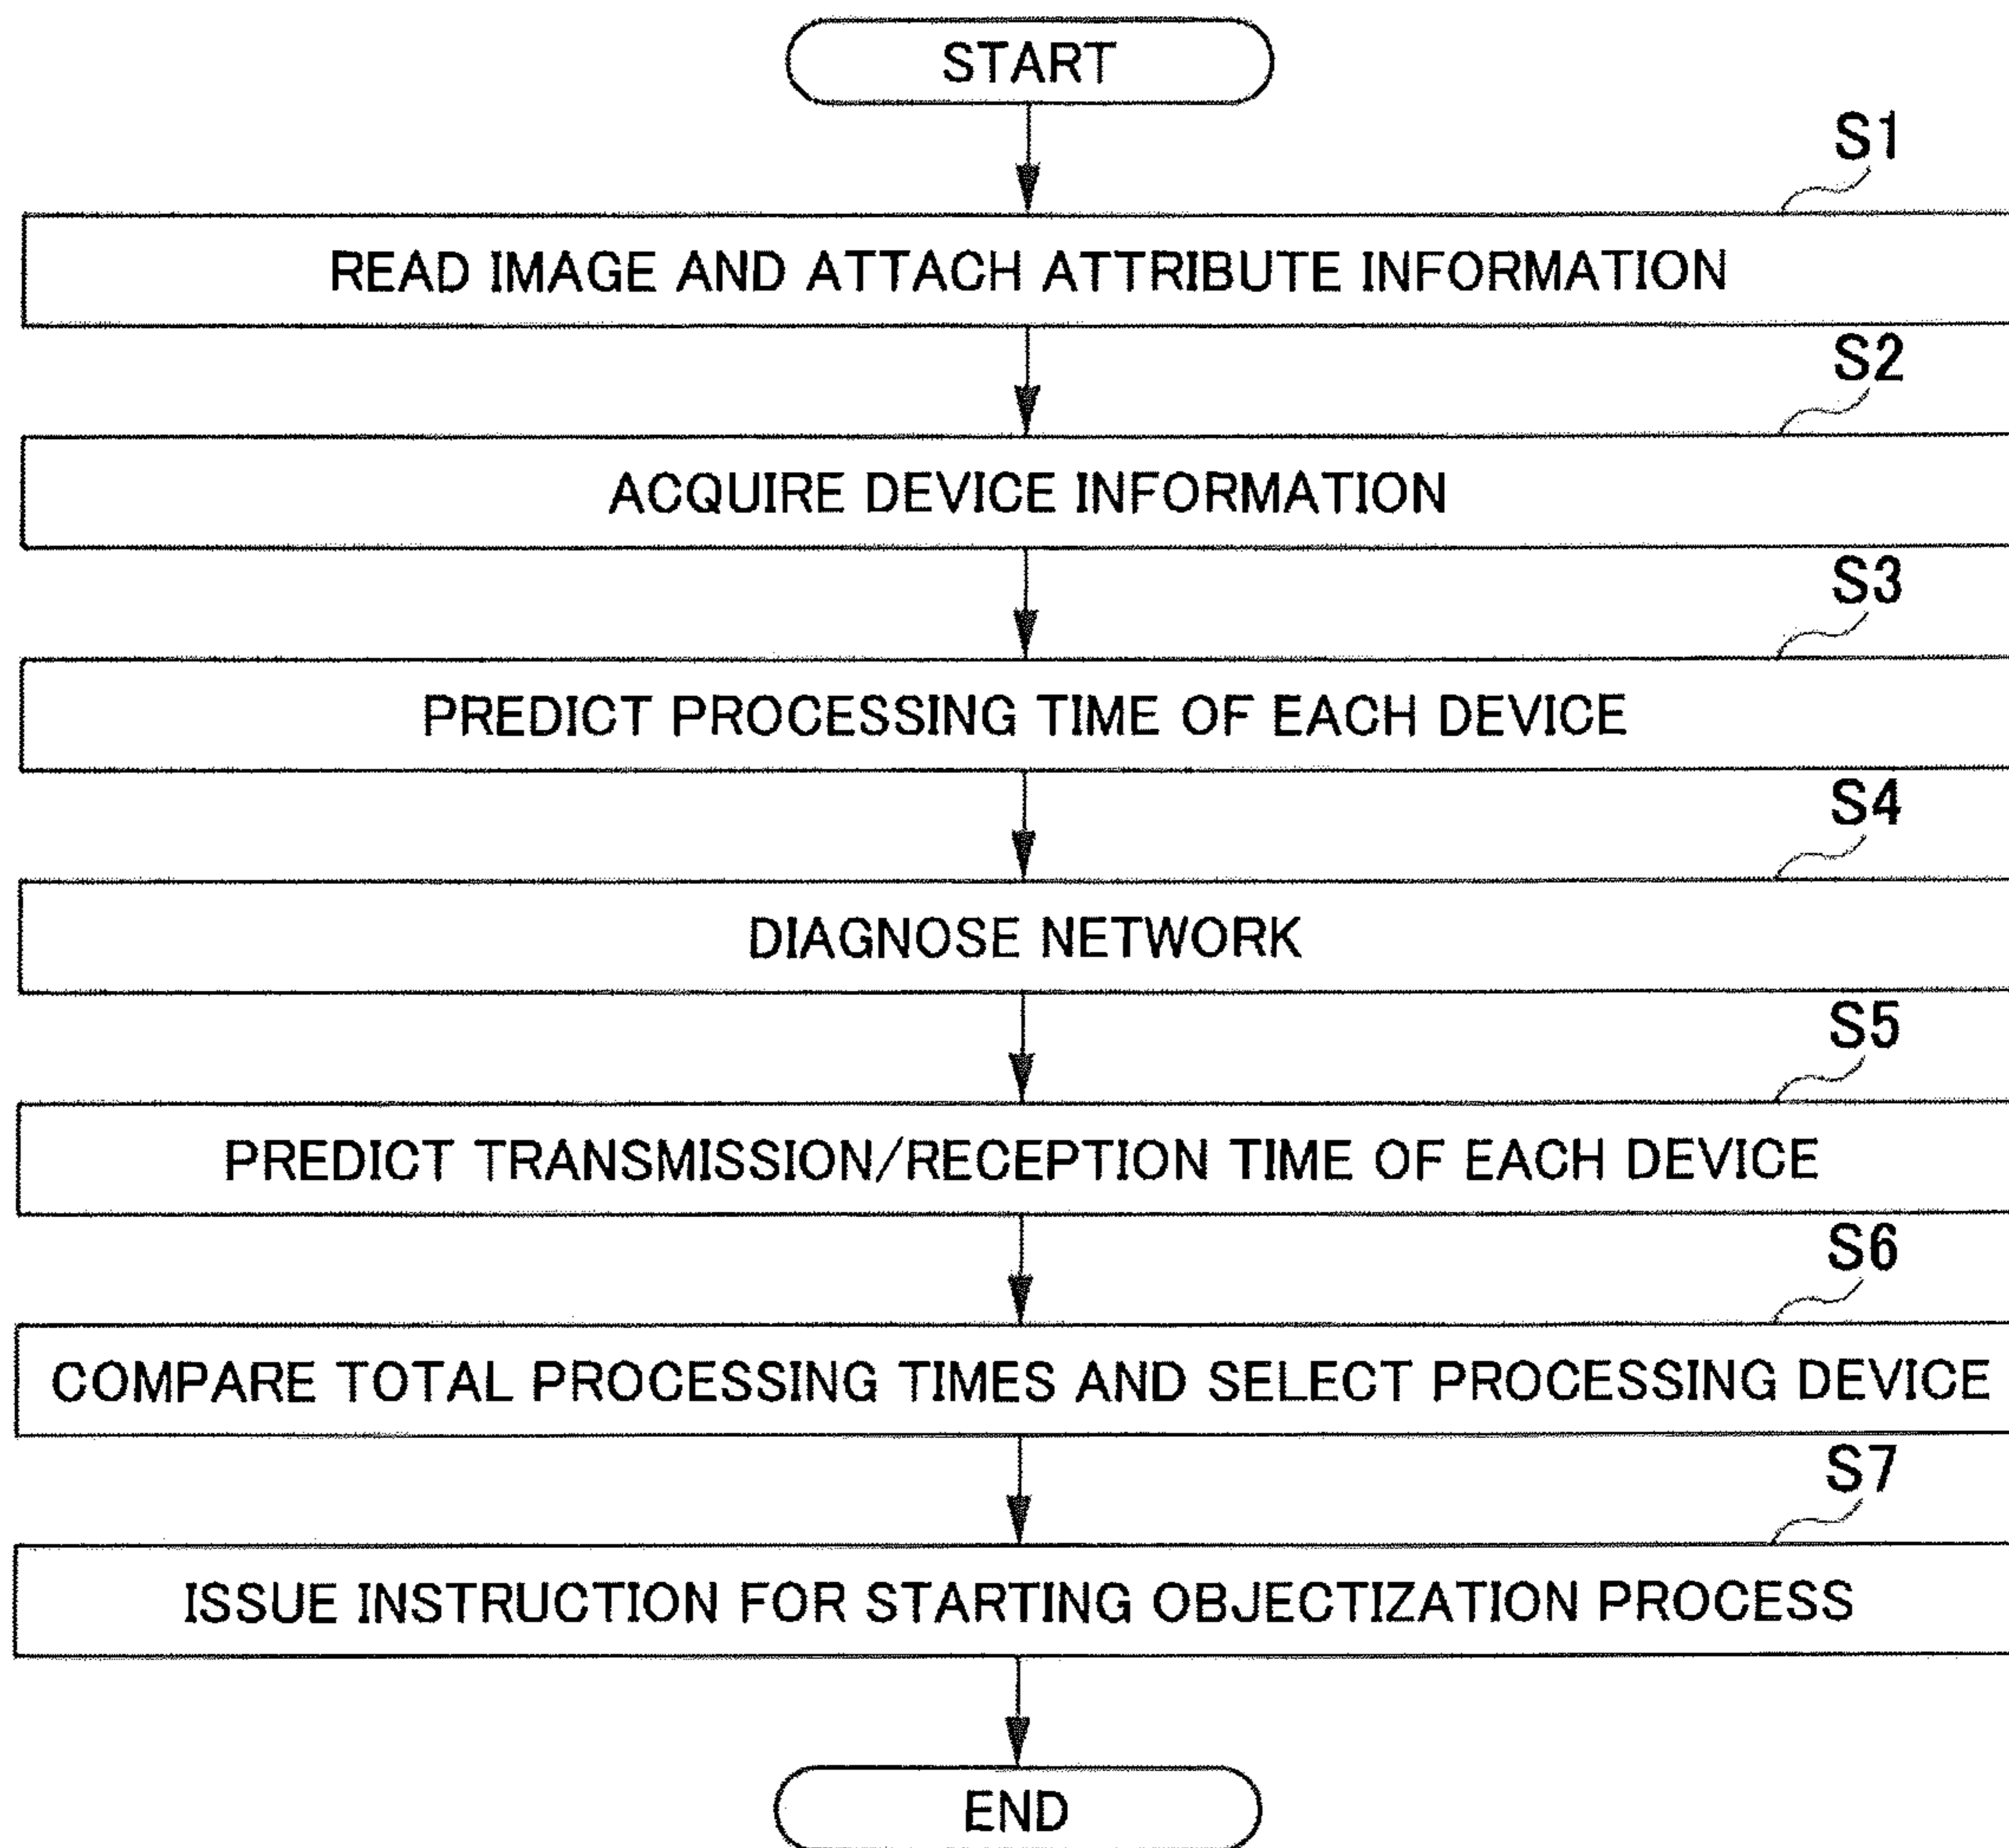 START
S1
READ IMAGE AND ATTACH ATTRIBUTE INFORMATION
S2
ACQUIRE DEVICE INFORMATION
S3
PREDICT PROCESSING TIME OF EACH DEVICE
S4
DIAGNOSE NETWORK
S5
PREDICT TRANSMISSION/RECEPTION TIME OF EACH DEVICE
S6
COMPARE TOTAL PROCESSING TIMES AND SELECT PROCESSING DEVICE
S7
ISSUE INSTRUCTION FOR STARTING OBJECTIZATION PROCESS
END